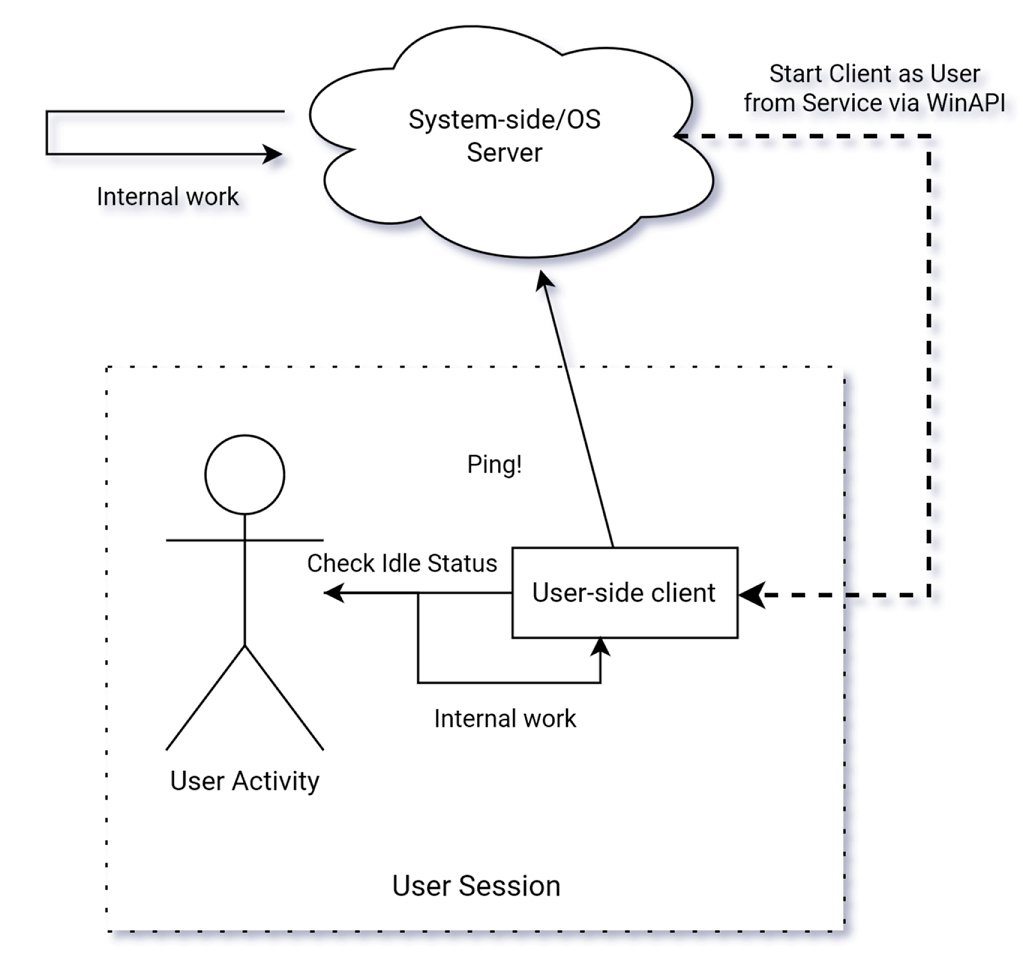 System-side/OS
Server
Start Client as User
from Service via WinAPI
Internal work
Ping!
Check Idle Status
User-side client
Internal work
User Activity
User Session